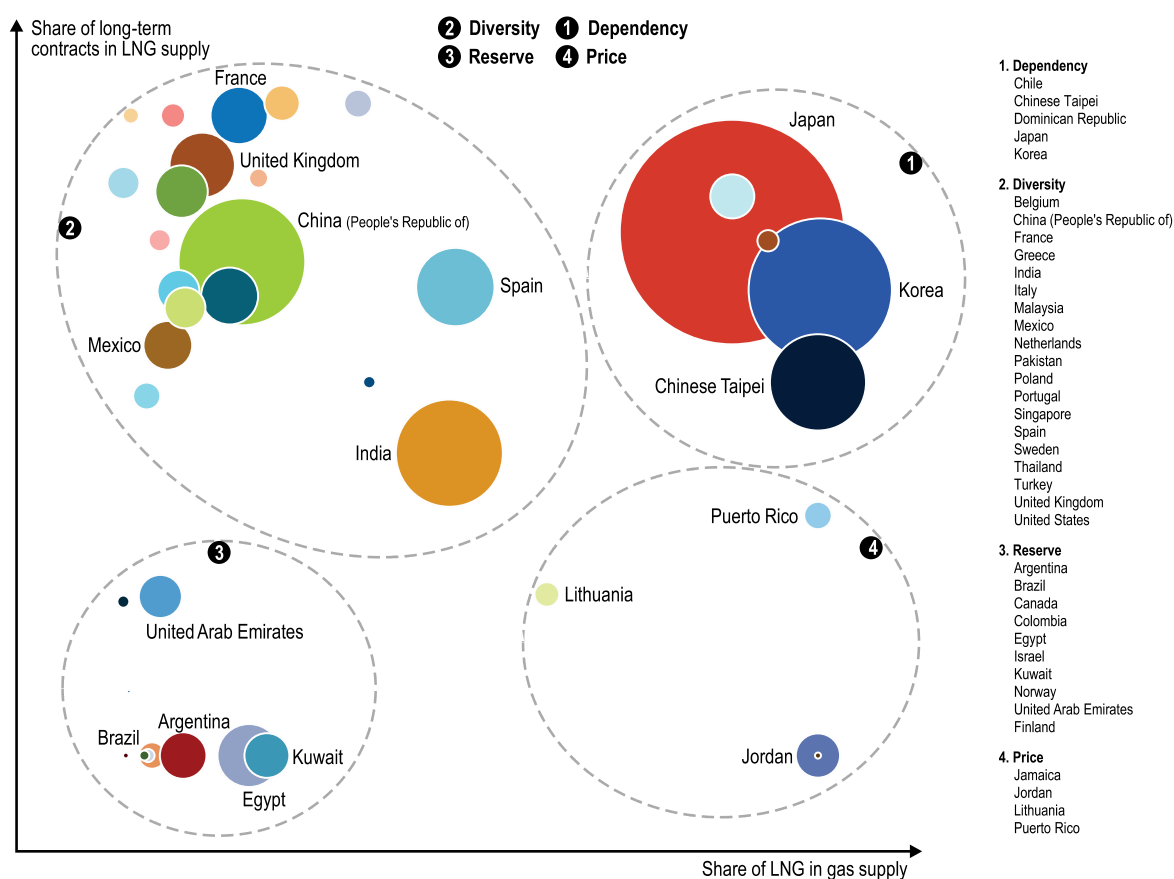 Share of long-term
contracts in LNG supply
2 Diversity 1 Dependency
3 Reserve 4 Price
France
United Kingdom
China (People's Republic of)
2
Spain
Mexico
India
Japan
1
Korea
Chinese Taipei
3
United Arab Emirates
Argentina
Brazil
Kuwait
Egypt
Puerto Rico
4
Lithuania
Jordan
Share of LNG in gas supply
1. Dependency
Chile
Chinese Taipei
Dominican Republic
Japan
Korea
2. Diversity
Belgium
China (People's Republic of)
France
Greece
India
Italy
Malaysia
Mexico
Netherlands
Pakistan
Poland
Portugal
Singapore
Spain
Sweden
Thailand
Turkey
United Kingdom
United States
3. Reserve
Argentina
Brazil
Canada
Colombia
Egypt
Israel
Kuwait
Norway
United Arab Emirates
Finland
4. Price
Jamaica
Jordan
Lithuania
Puerto Rico